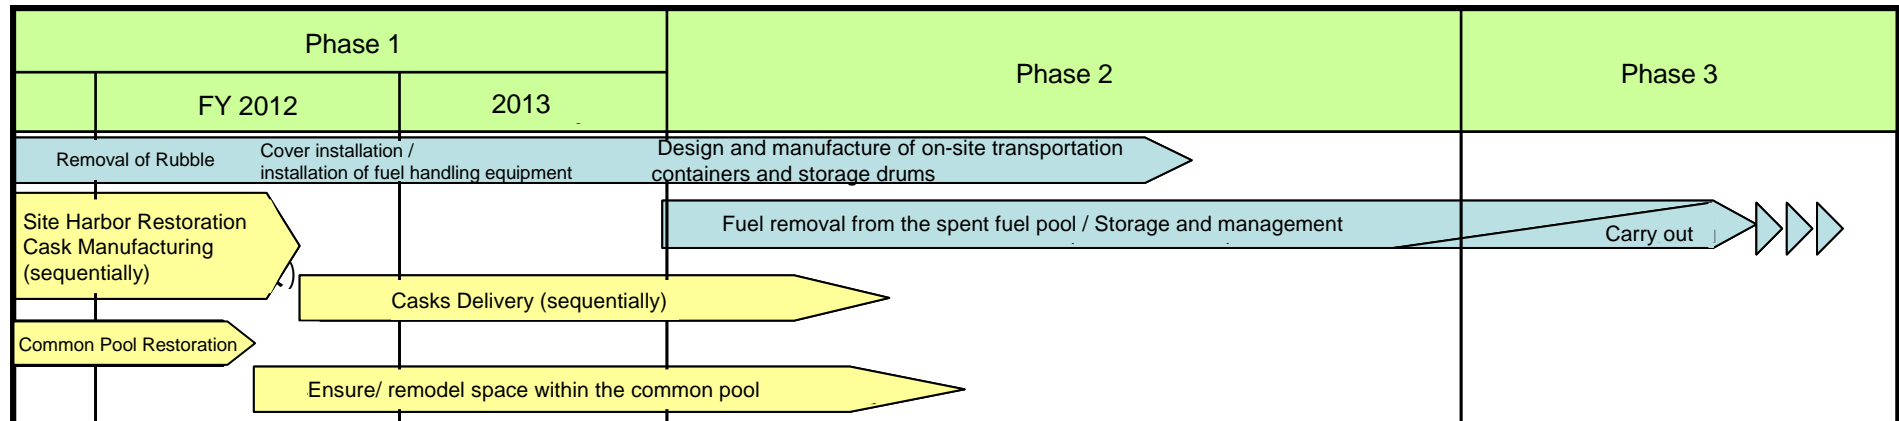 Phase 1
Phase 2
Phase 3
FY 2012
2013
Removal of Rubble
Cover installation /
installation of fuel handling equipment
Design and manufacture of on-site transportation
containers and storage drums
Site Harbor Restoration
Cask Manufacturing
(sequentially)
Fuel removal from the spent fuel pool / Storage and management
Carry out
Casks Delivery (sequentially)
Common Pool Restoration
Ensure/ remodel space within the common pool